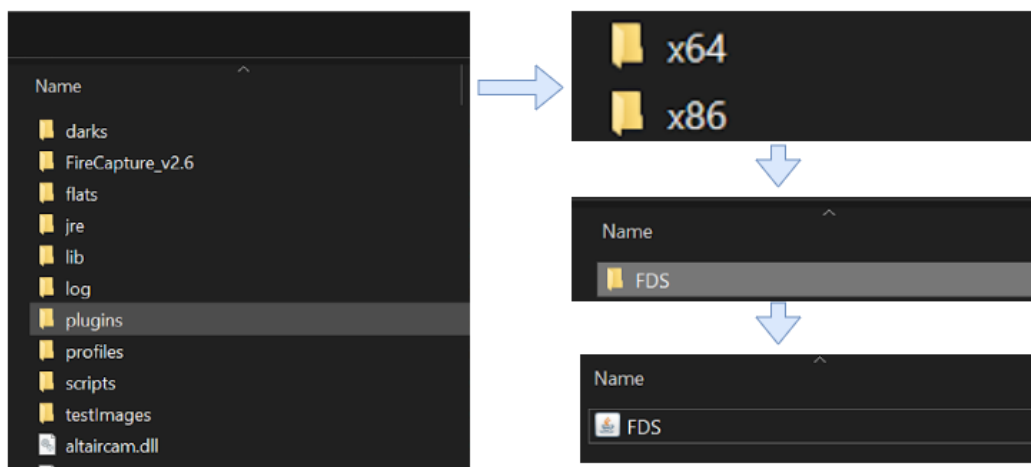 Name
darks
FireCapture_v2.6
flats
jre
lib
log
plugins
profiles
scripts
testImages
altaircam.dll
x64
x86
Name
FDS
Name
FDS